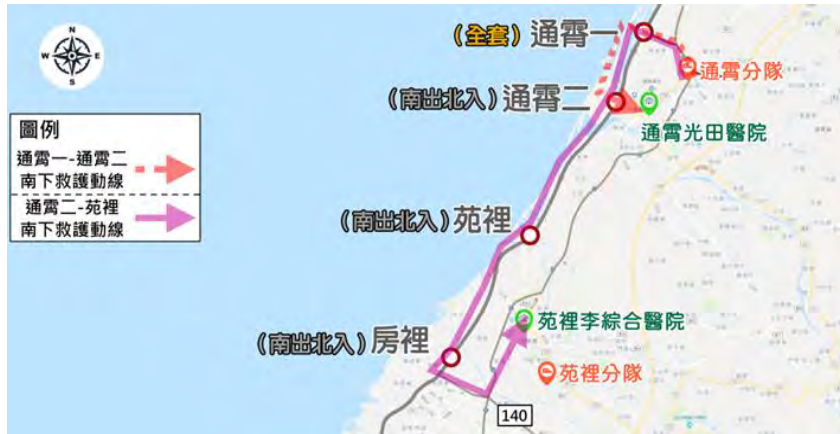 N
W E
S
(全套) 通霄一
通霄分隊
(南出北入) 通霄二
通霄光田醫院
圖例
通霄一-通霄二
南下救護動線
通霄二-苑裡
南下救護動線
(南出北入) 苑裡
苑裡李綜合醫院
(南出北入) 房裡
苑裡分隊
140